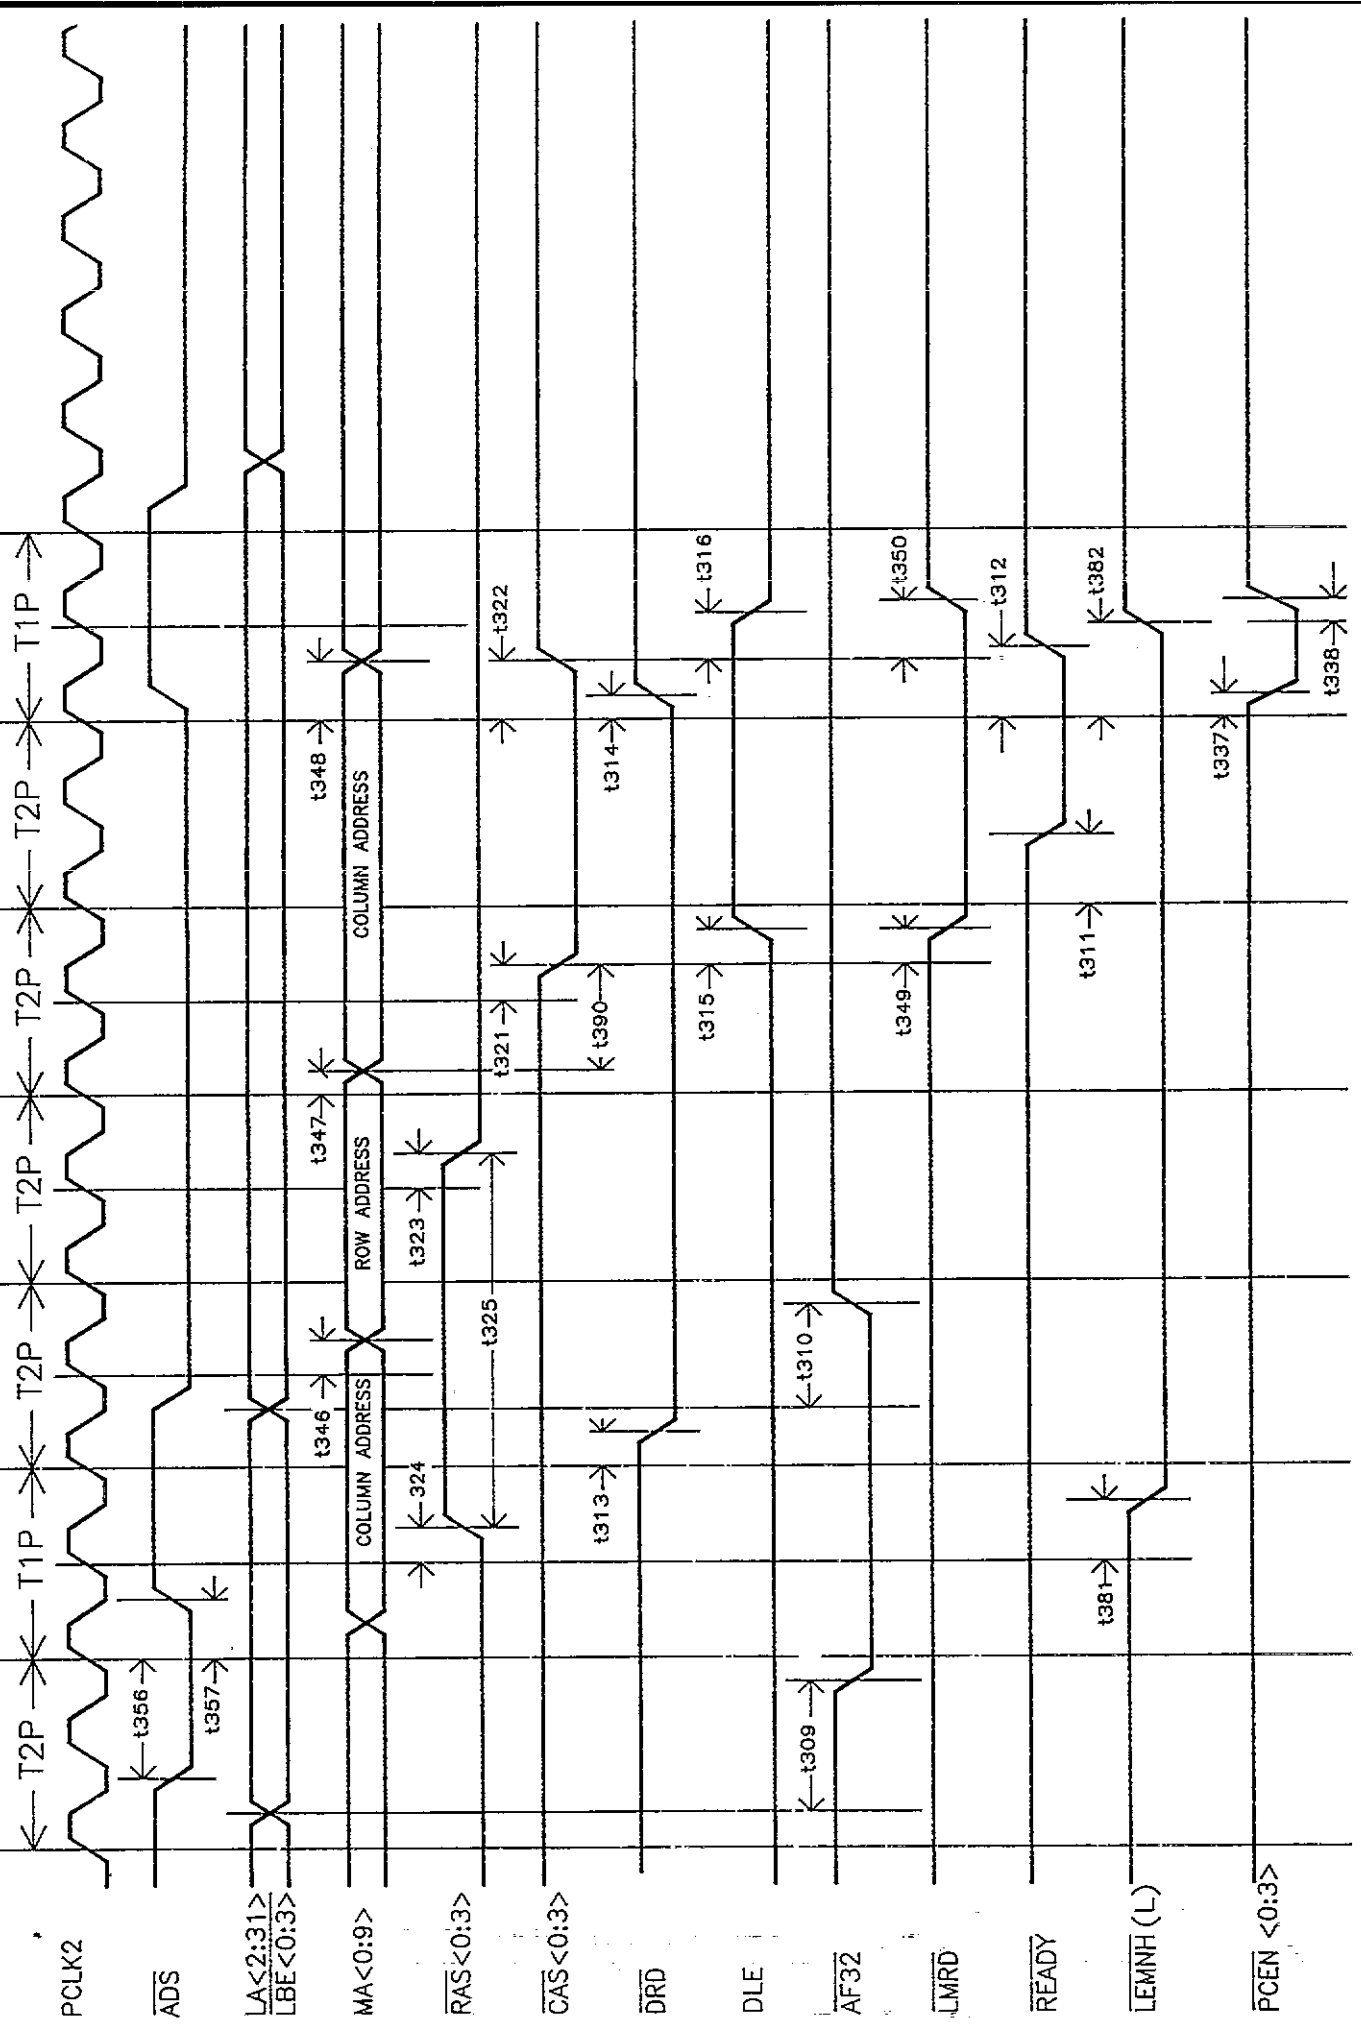 T2P T1P T2P T2P T2P T2P T2P T1P
PCLK2
ADS
t356
t357
LA<2:31>
LBE<0:3>
MA<0:9>
COLUMN ADDRESS ROW ADDRESS COLUMN ADDRESS
t346 t347 t348
RAS<0:3>
324 t323
t325
CAS<0:3>
t321 t322
t390
DRD
t313 t314
DLE
t315 t316
AF32
t309 t310
LMRD
t349 t350
READY
t311 t312
LEMNH(L)
t381 t382
PCEN <0:3>
t337
t338